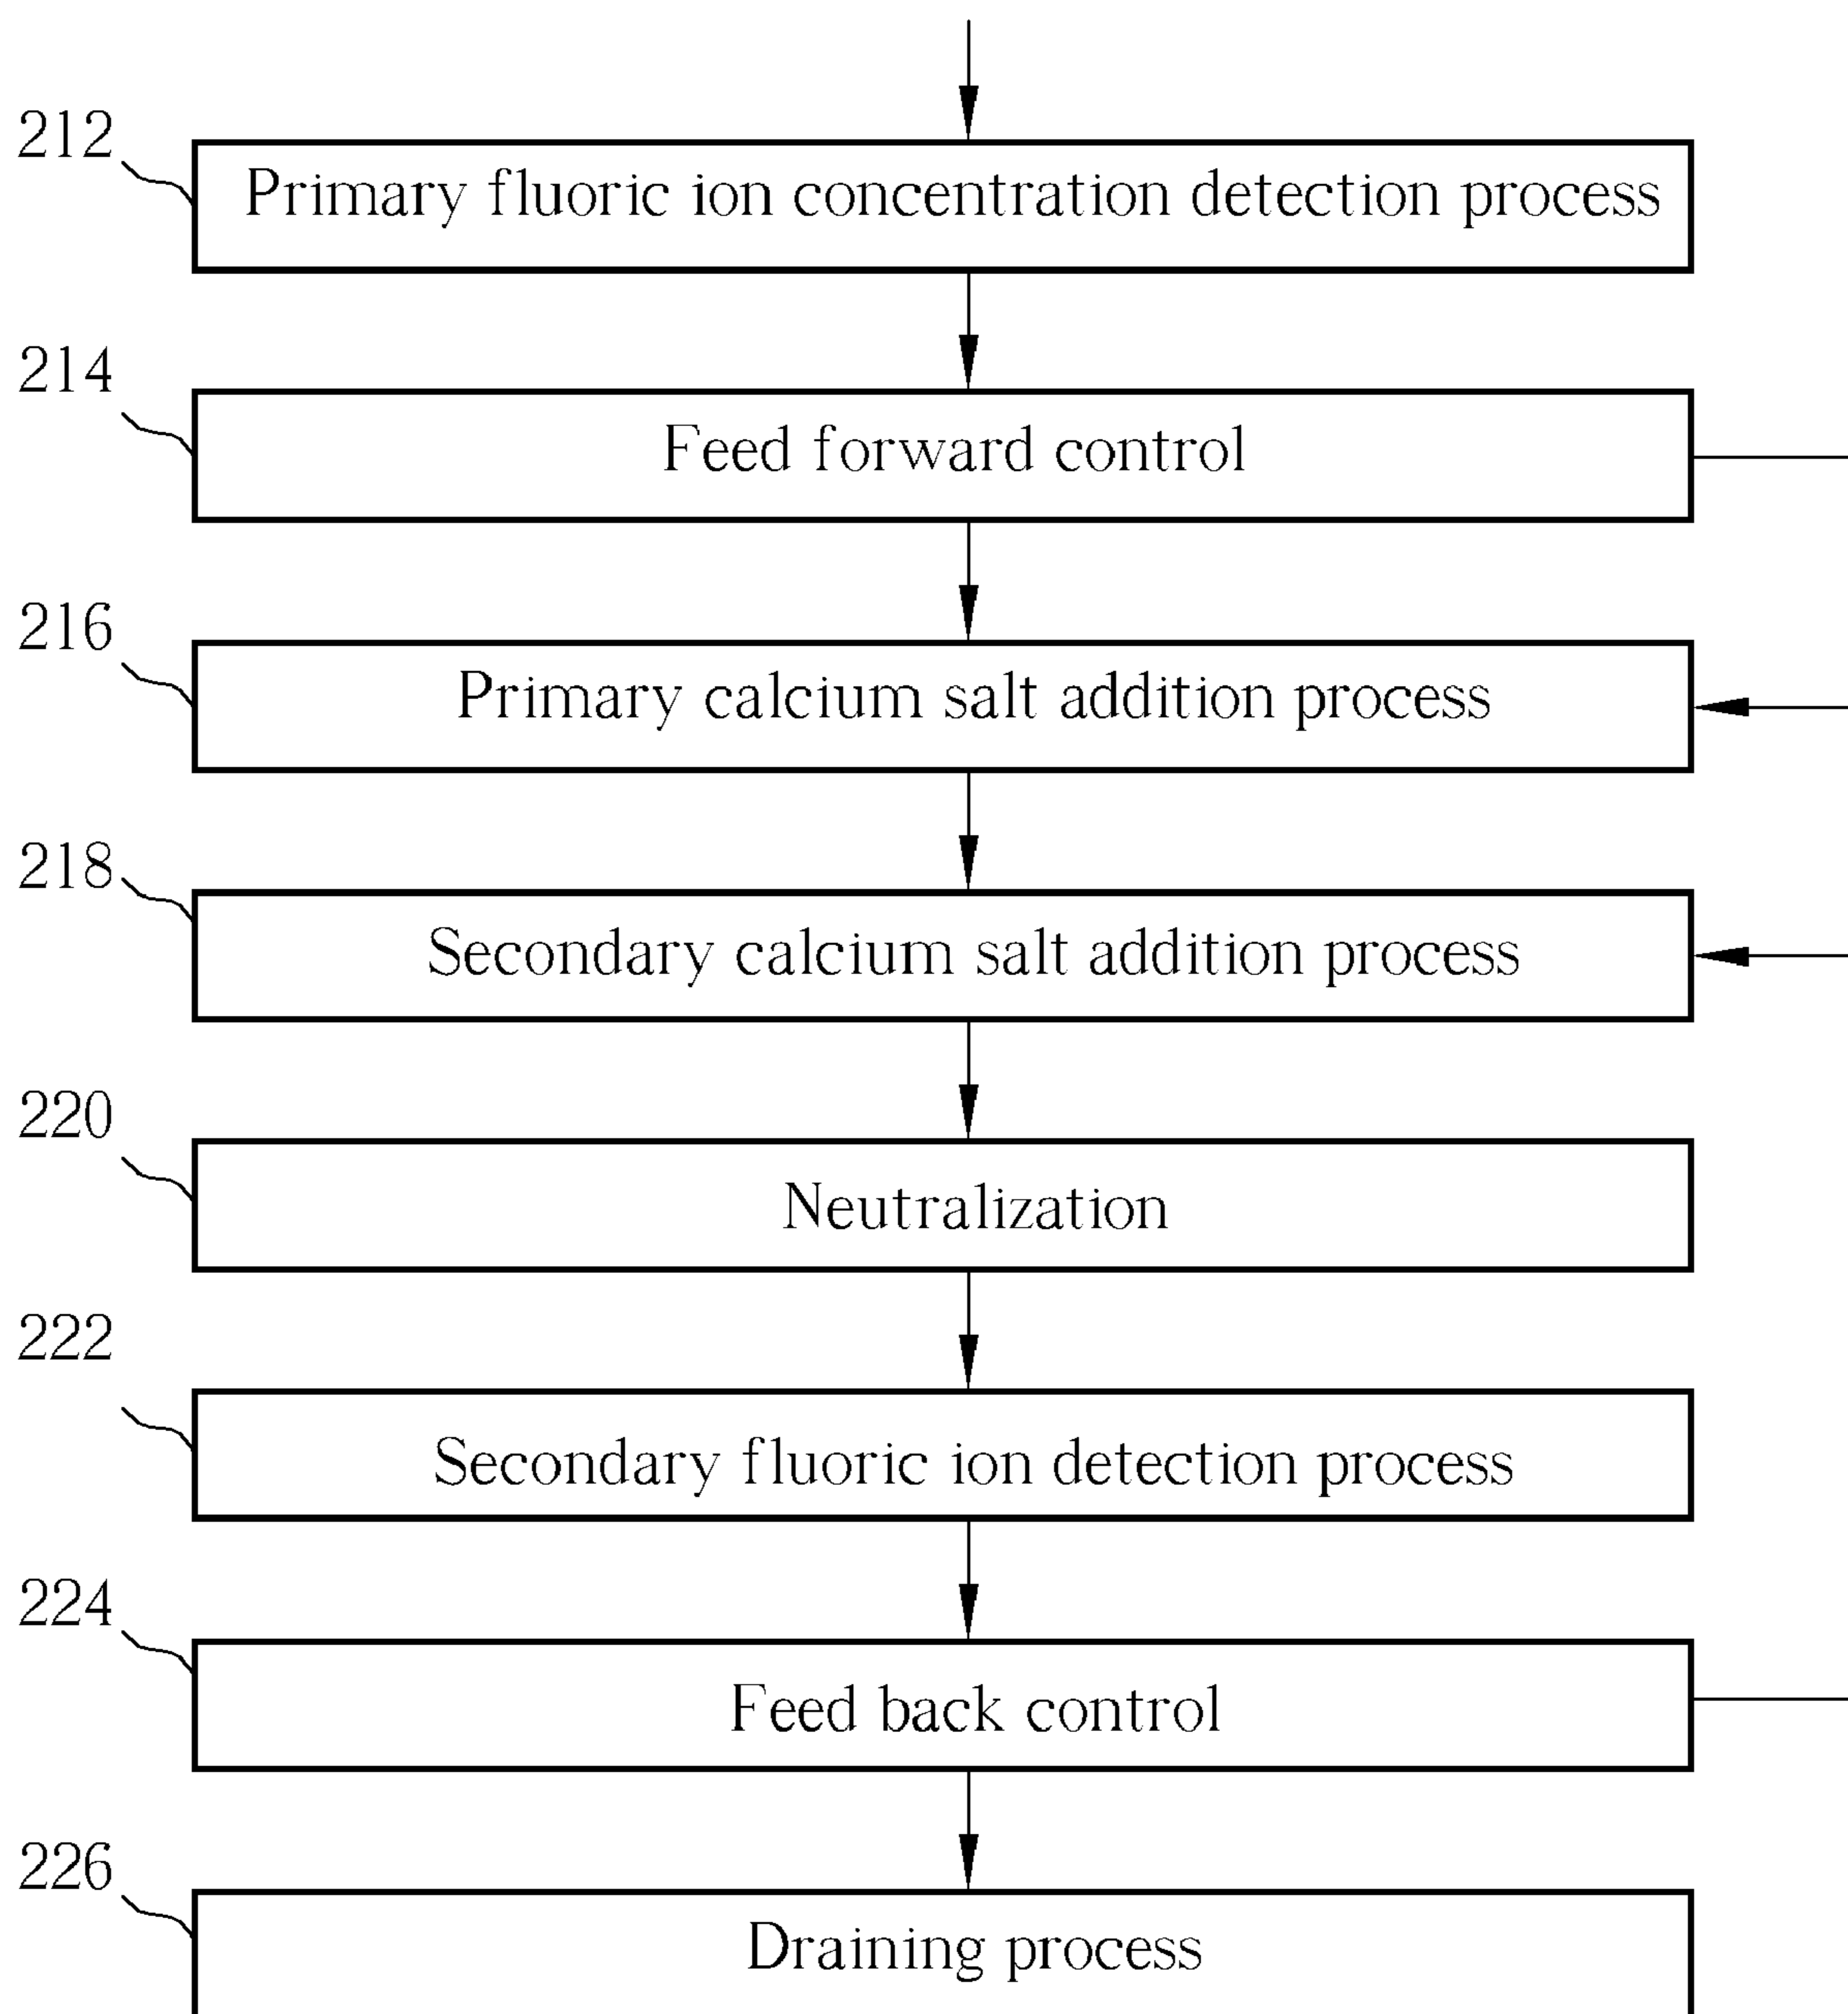 212
Primary fluoric ion concentration detection process
214
Feed forward control
216
Primary calcium salt addition process
218
Secondary calcium salt addition process
220
Neutralization
222
Secondary fluoric ion detection process
224
Feed back control
226
Draining process